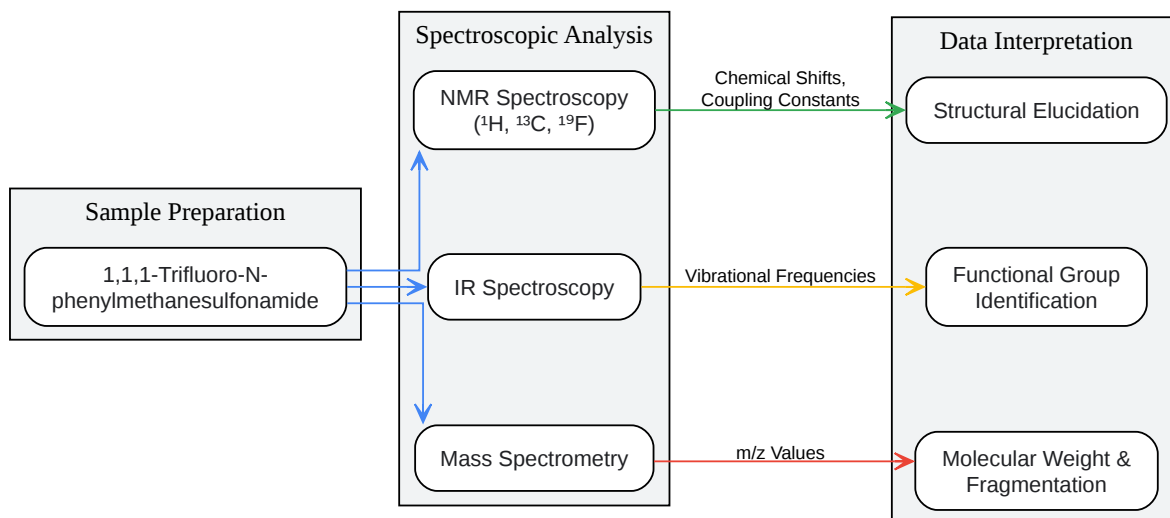 Sample Preparation
1,1,1-Trifluoro-N-
phenylmethanesulfonamide
Spectroscopic Analysis
NMR Spectroscopy
(¹H, ¹³C, ¹⁹F)
IR Spectroscopy
Mass Spectrometry
Chemical Shifts,
Coupling Constants
Vibrational Frequencies
m/z Values
Data Interpretation
Structural Elucidation
Functional Group
Identification
Molecular Weight &
Fragmentation